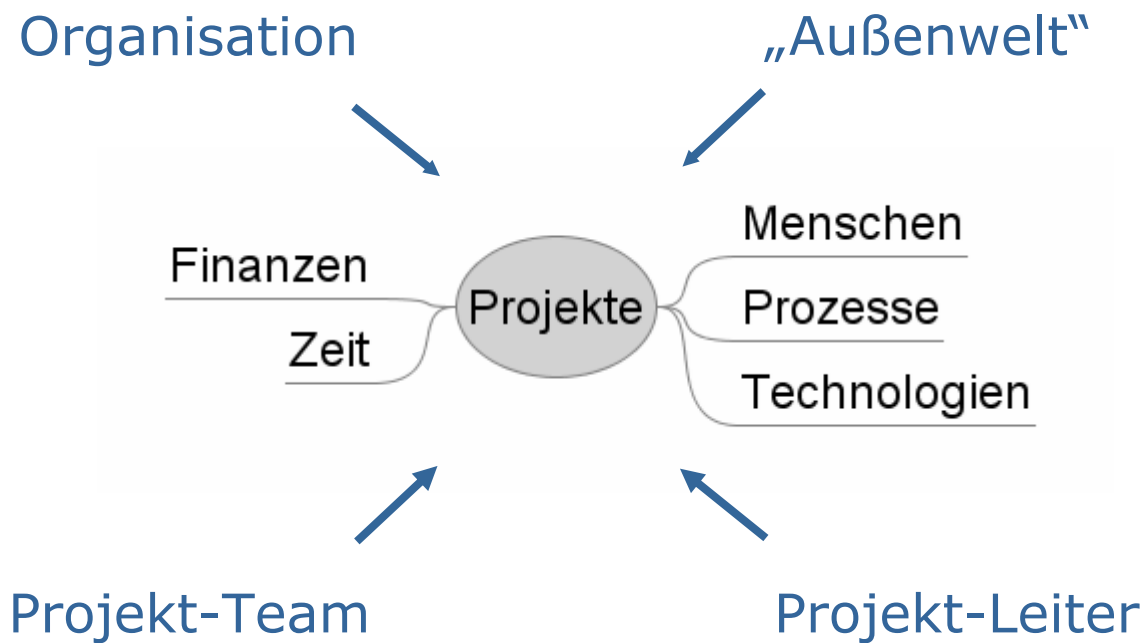 Organisation
„Außenwelt“
Finanzen
Zeit
Projekte
Menschen
Prozesse
Technologien
Projekt-Team
Projekt-Leiter